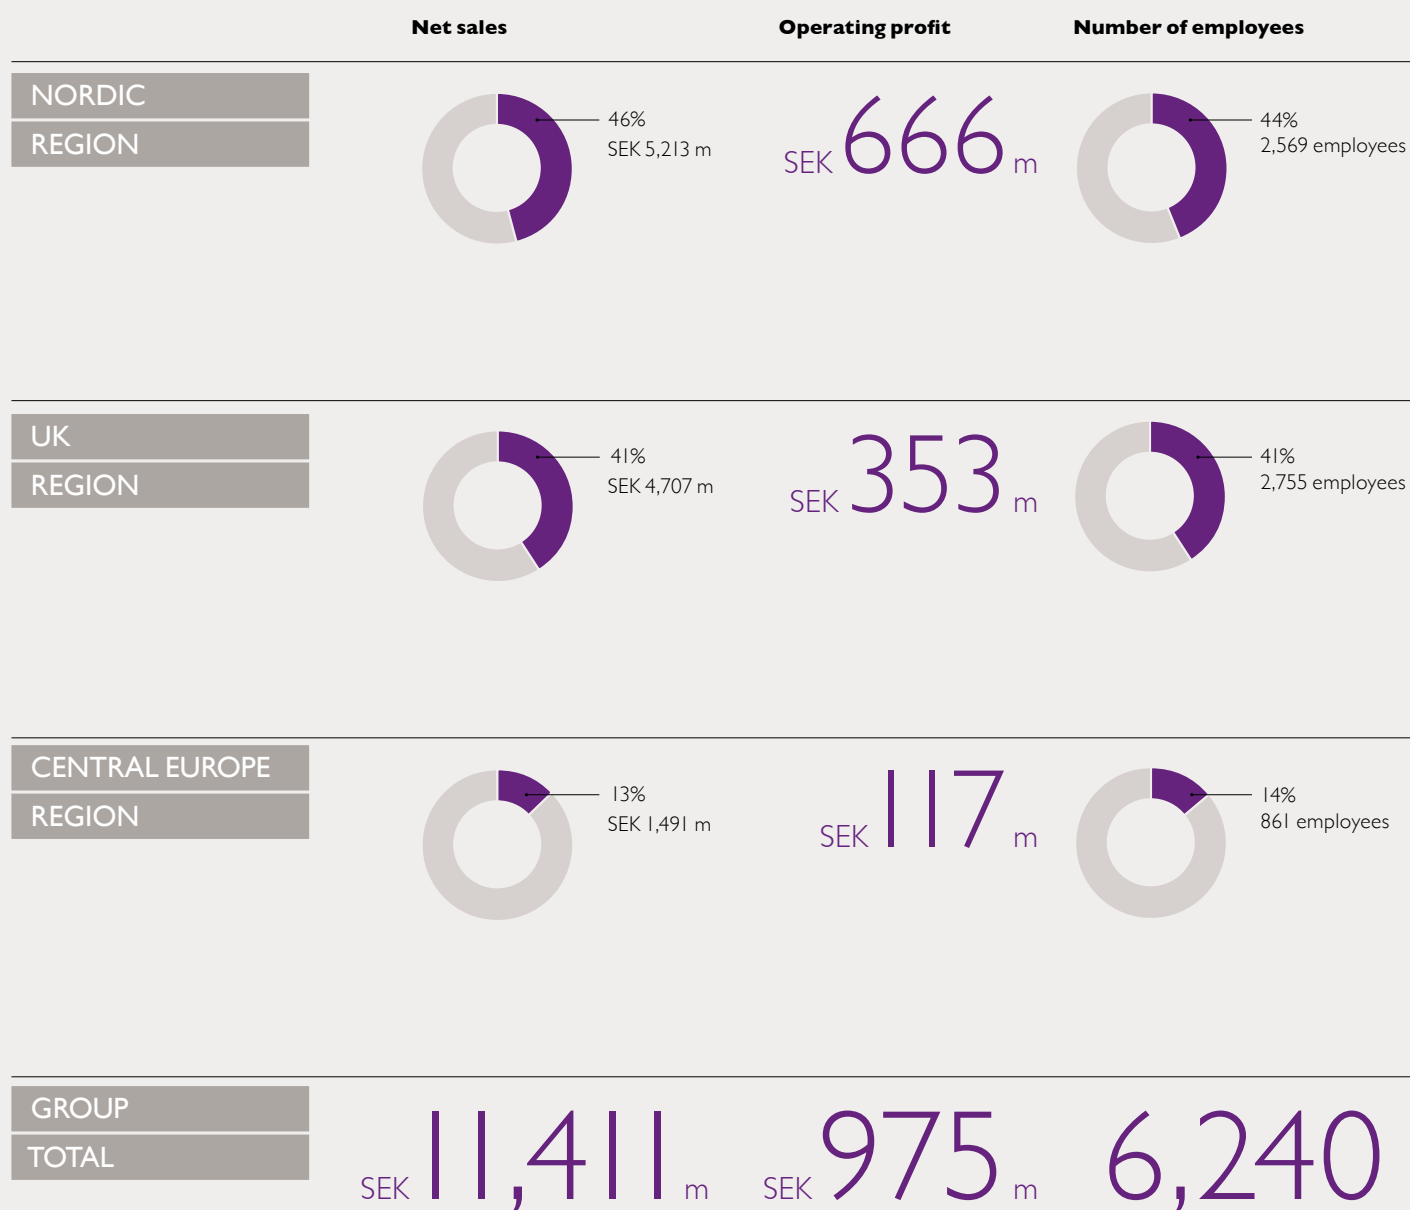 Net sales Operating profit Number of employees
NORDIC
REGION
46%
SEK 5,213 m
SEK 666 m
44%
2,569 employees
UK
REGION
41%
SEK 4,707 m
SEK 353 m
41%
2,755 employees
CENTRAL EUROPE
REGION
13%
SEK 1,491 m
SEK 117 m
14%
861 employees
GROUP
TOTAL
SEK 11,411 m
SEK 975 m
6,240